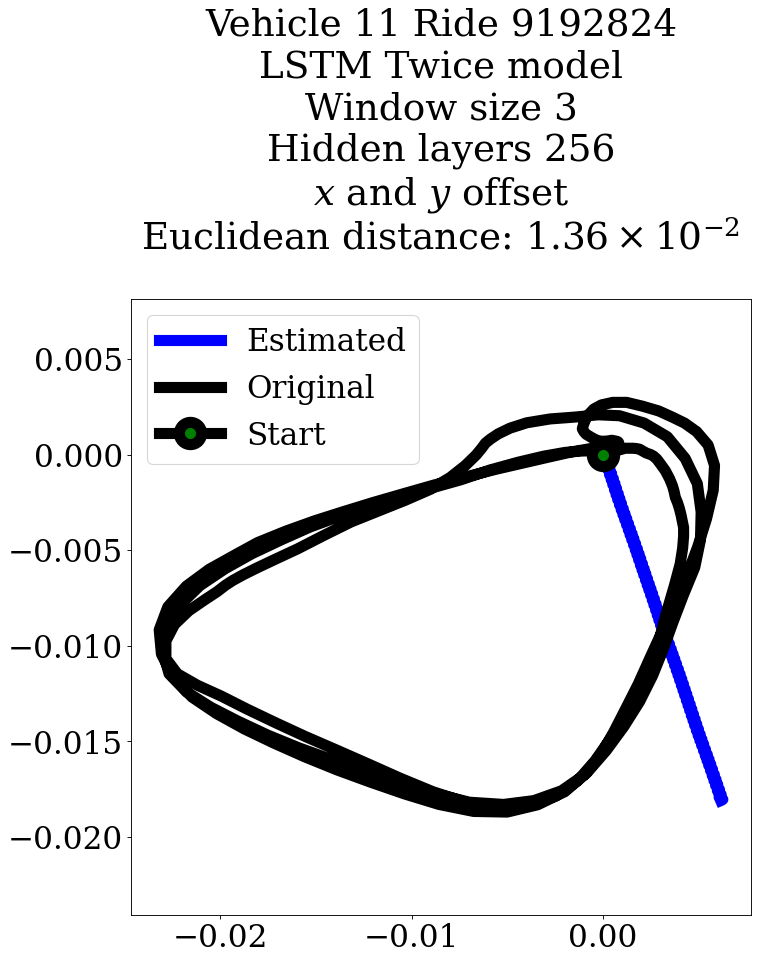 Vehicle 11 Ride 9192824
LSTM Twice model
Window size 3
Hidden layers 256
x and y offset
Euclidean distance: 1.36 × 10⁻²
Estimated
Original
Start
0.005
0.000
−0.005
−0.010
−0.015
−0.020
−0.02 −0.01 0.00